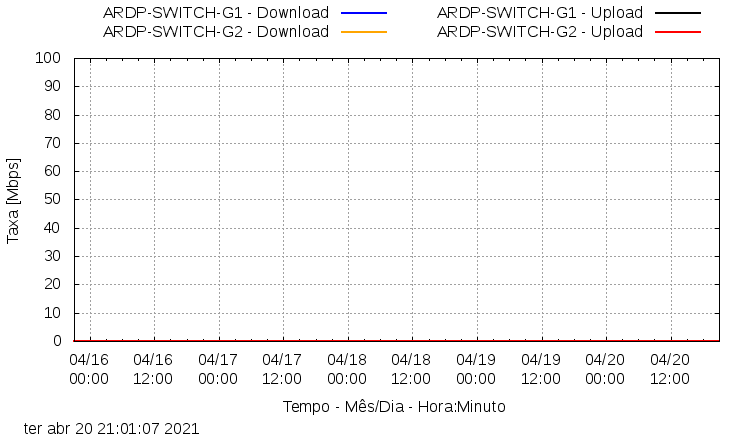 ARDP-SWITCH-G1 - Download
ARDP-SWITCH-G1 - Upload
ARDP-SWITCH-G2 - Download
ARDP-SWITCH-G2 - Upload
Taxa [Mbps]
100
90
80
70
60
50
40
30
20
10
0
04/16 04/16 04/17 04/17 04/18 04/18 04/19 04/19 04/20 04/20
00:00 12:00 00:00 12:00 00:00 12:00 00:00 12:00 00:00 12:00
Tempo - Mês/Dia - Hora:Minuto
ter abr 20 21:01:07 2021